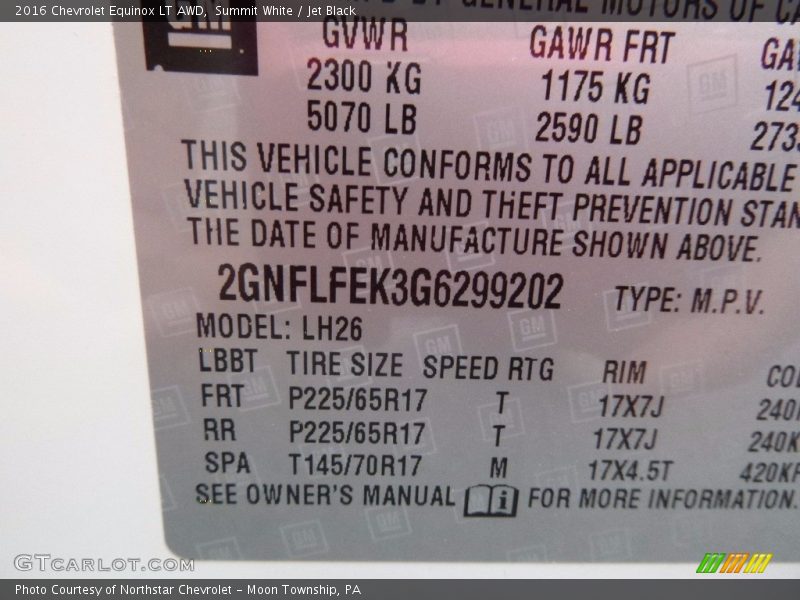 2016 Chevrolet Equinox LT AWD, Summit White / Jet Black
GENERAL MOTORS OF
GVWR GAWR FRT
2300 KG 1175 KG
5070 LB 2590 LB
THIS VEHICLE CONFORMS TO ALL APPLICABLE
VEHICLE SAFETY AND THEFT PREVENTION STAN
THE DATE OF MANUFACTURE SHOWN ABOVE.
2GNFLFEK3G6299202 TYPE: M.P.V.
MODEL: LH26
LBBT TIRE SIZE SPEED RTG RIM
FRT P225/65R17 T 17X7J
RR P225/65R17 T 17X7J 240K
SPA T145/70R17 M 17X4.5T 420KP
SEE OWNER'S MANUAL i FOR MORE INFORMATION.
GTcarlot.com
Photo Courtesy of Northstar Chevrolet - Moon Township, PA